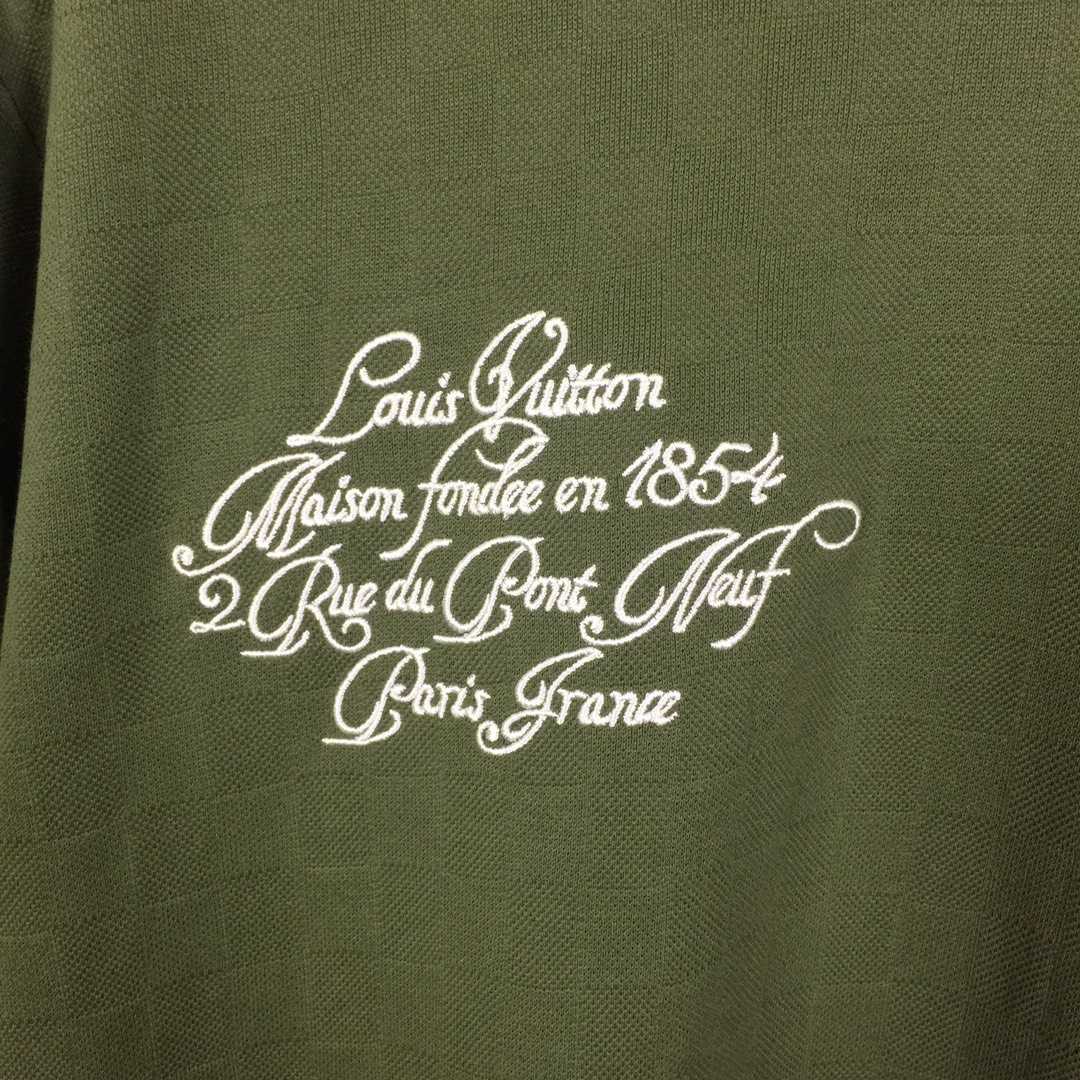 Louis Vuitton
Maison fondee en 1854
2 Rue du Pont Neuf
Paris France